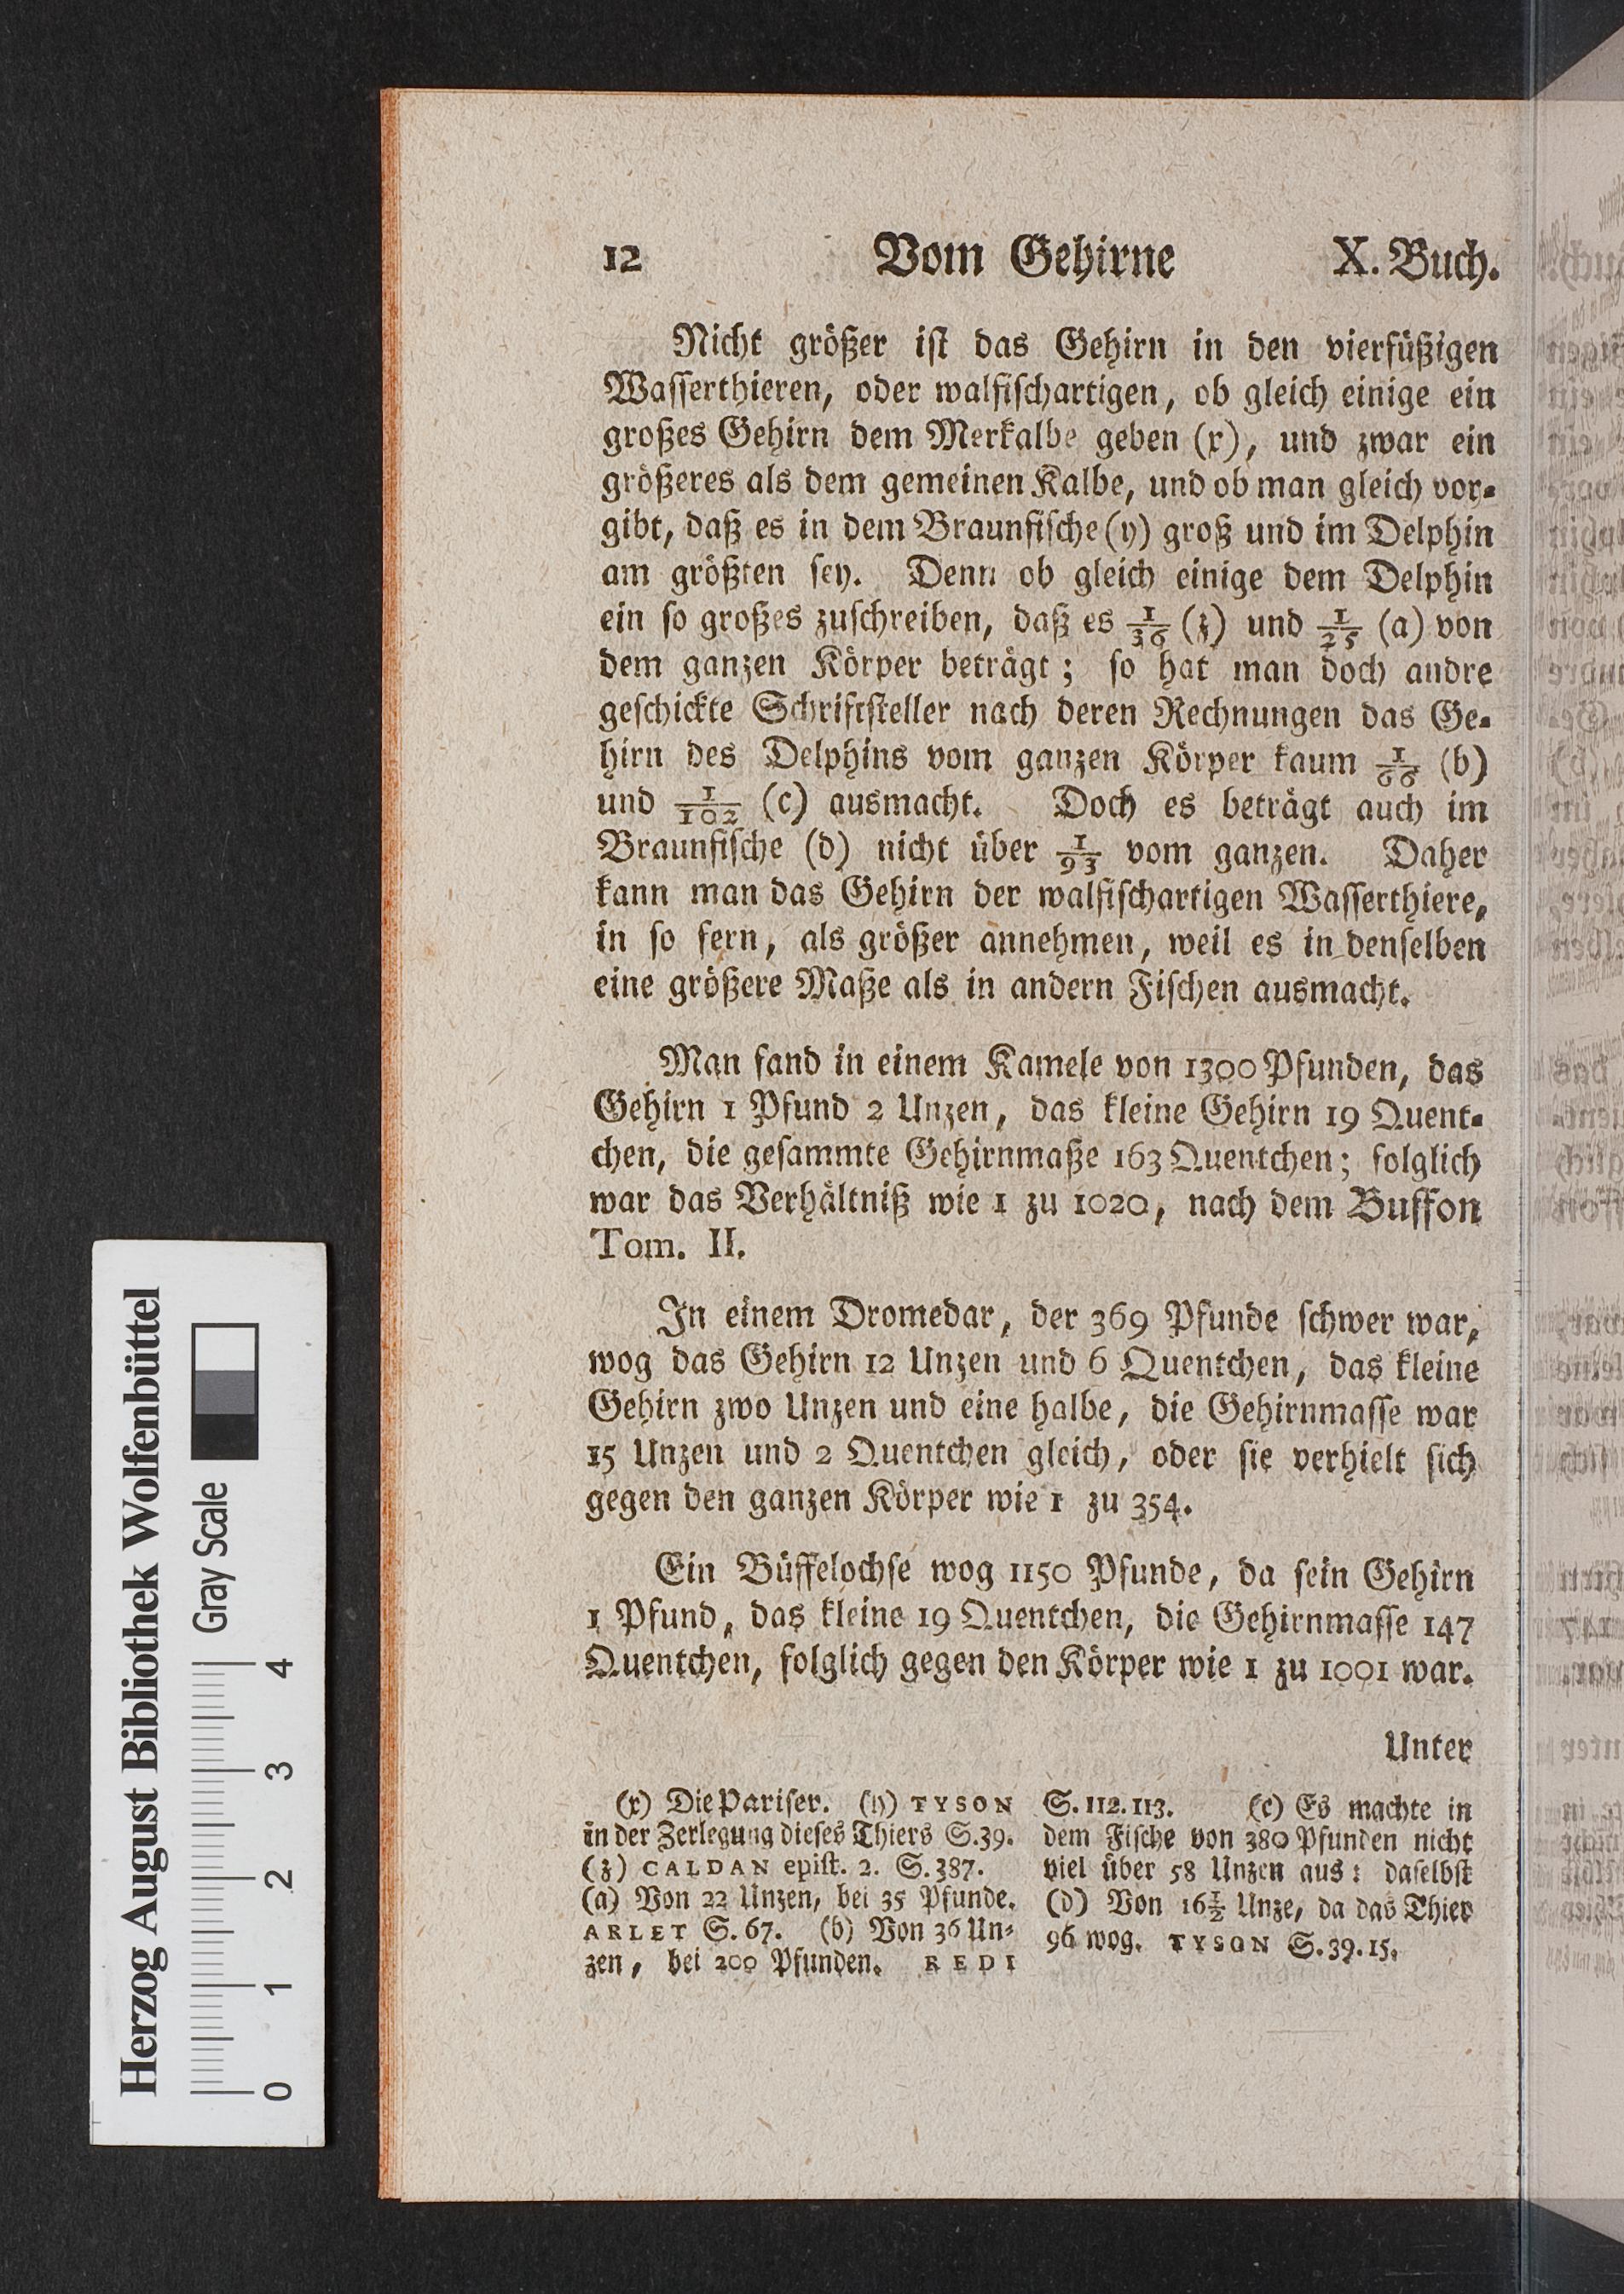 12 Vom Gehirne X. Buch.
Nicht größer iſt das Gehirn in den vierfüßigen
Waſſerthieren, oder walfiſchartigen, ob gleich einige ein
großes Gehirn dem Merkalbe geben (x), und zwar ein
größeres als dem gemeinen Kalbe, und ob man gleich vor-
gibt, daß es in dem Braunfiſche (y) groß und im Delphin
am größten ſey. Denn ob gleich einige dem Delphin
ein ſo großes zuſchreiben, daß es 1/36 (z) und 1/25 (a) von
dem ganzen Körper beträgt; ſo hat man doch andre
geſchickte Schriftſteller nach deren Rechnungen das Ge-
hirn des Delphins vom ganzen Körper kaum 1/66 (b)
und 1/102 (c) ausmacht. Doch es beträgt auch im
Braunfiſche (d) nicht über 1/93 vom ganzen. Daher
kann man das Gehirn der walfiſchartigen Waſſerthiere,
in ſo fern, als größer annehmen, weil es in denſelben
eine größere Maße als in andern Fiſchen ausmacht.
Man fand in einem Kamele von 1300 Pfunden, das
Gehirn 1 Pfund 2 Unzen, das kleine Gehirn 19 Quent-
chen, die geſammte Gehirnmaße 163 Quentchen; folglich
war das Verhältniß wie 1 zu 1020, nach dem Buffon
Tom. II.
In einem Dromedar, der 369 Pfunde ſchwer war,
wog das Gehirn 12 Unzen und 6 Quentchen, das kleine
Gehirn zwo Unzen und eine halbe, die Gehirnmaſſe war
15 Unzen und 2 Quentchen gleich, oder ſie verhielt ſich
gegen den ganzen Körper wie 1 zu 354.
Ein Büffelochſe wog 1150 Pfunde, da ſein Gehirn
1 Pfund, das kleine 19 Quentchen, die Gehirnmaſſe 147
Quentchen, folglich gegen den Körper wie 1 zu 1001 war.
Unter
(x) Die Pariſer. (y) TYSON
in der Zerlegung dieſes Thiers S. 39.
(z) CALDAN epiſt. 2. S. 387.
(a) Von 22 Unzen, bei 35 Pfunde.
ARLET S. 67. (b) Von 36 Un-
zen, bei 200 Pfunden. REDI
S. 112. 113. (c) Es machte in
dem Fiſche von 380 Pfunden nicht
viel über 58 Unzen aus: daſelbſt
(d) Von 16 1/2 Unze, da das Thier
96 wog. TYSON S. 39. 15.
Herzog August Bibliothek Wolfenbüttel
Gray Scale
0 1 2 3 4